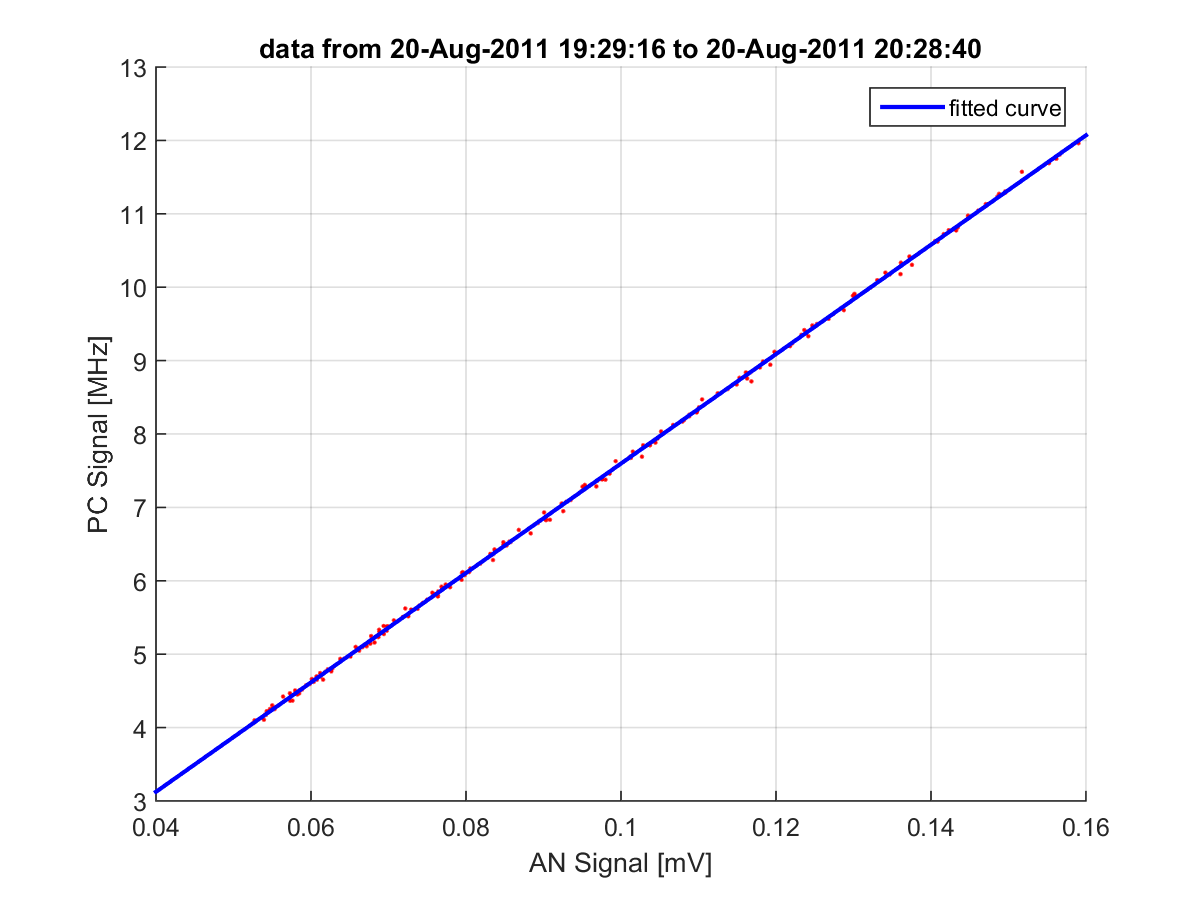 data from 20-Aug-2011 19:29:16 to 20-Aug-2011 20:28:40
fitted curve
13
12
11
10
9
8
7
6
5
4
3
PC Signal [MHz]
0.04 0.06 0.08 0.1 0.12 0.14 0.16
AN Signal [mV]